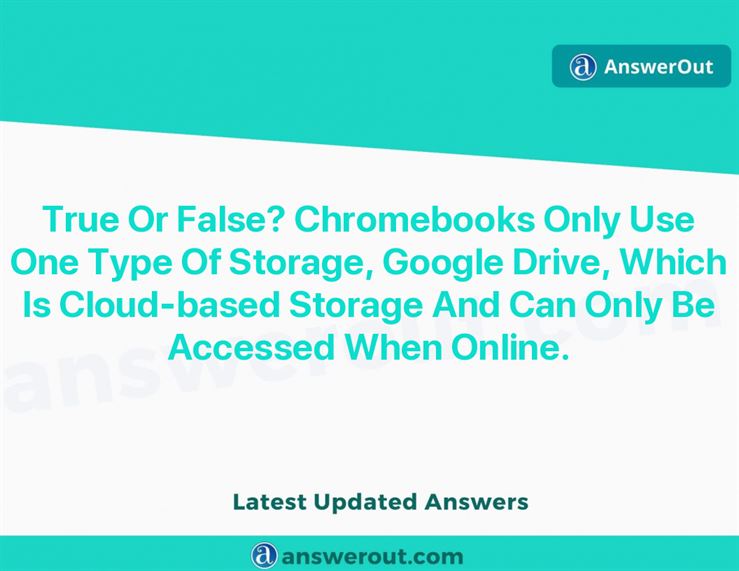 AnswerOut
True Or False? Chromebooks Only Use
One Type Of Storage, Google Drive, Which
Is Cloud-based Storage And Can Only Be
Accessed When Online.
answerout.com
Latest Updated Answers
answerout.com